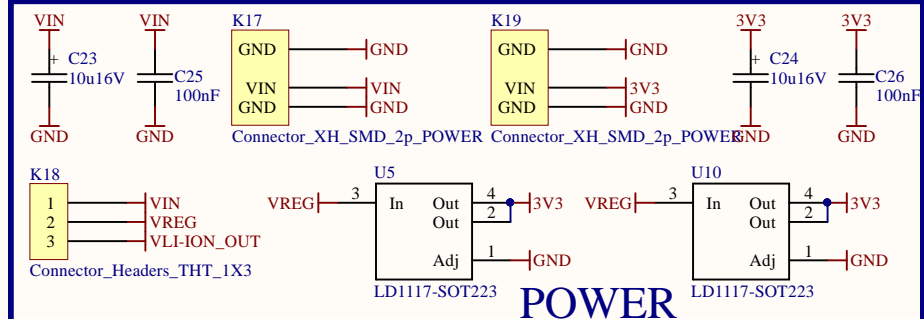 VIN
VIN
K17
K19
3V3
3V3
GND
GND
GND
GND
+
C23
10u16V
C25
100nF
+
C24
10u16V
C26
100nF
VIN
VIN
VIN
3V3
GND
GND
GND
GND
GND
GND
Connector_XH_SMD_2p_POWER
Connector_XH_SMD_2p_POWER
GND
GND
K18
U5
U10
1
VIN
2
VREG
3
VLI-ION_OUT
Connector_Headers_THT_1X3
VREG
3
In
Out
4
3V3
Out
2
Adj
1
GND
LD1117-SOT223
VREG
3
In
Out
4
3V3
Out
2
Adj
1
GND
LD1117-SOT223
POWER